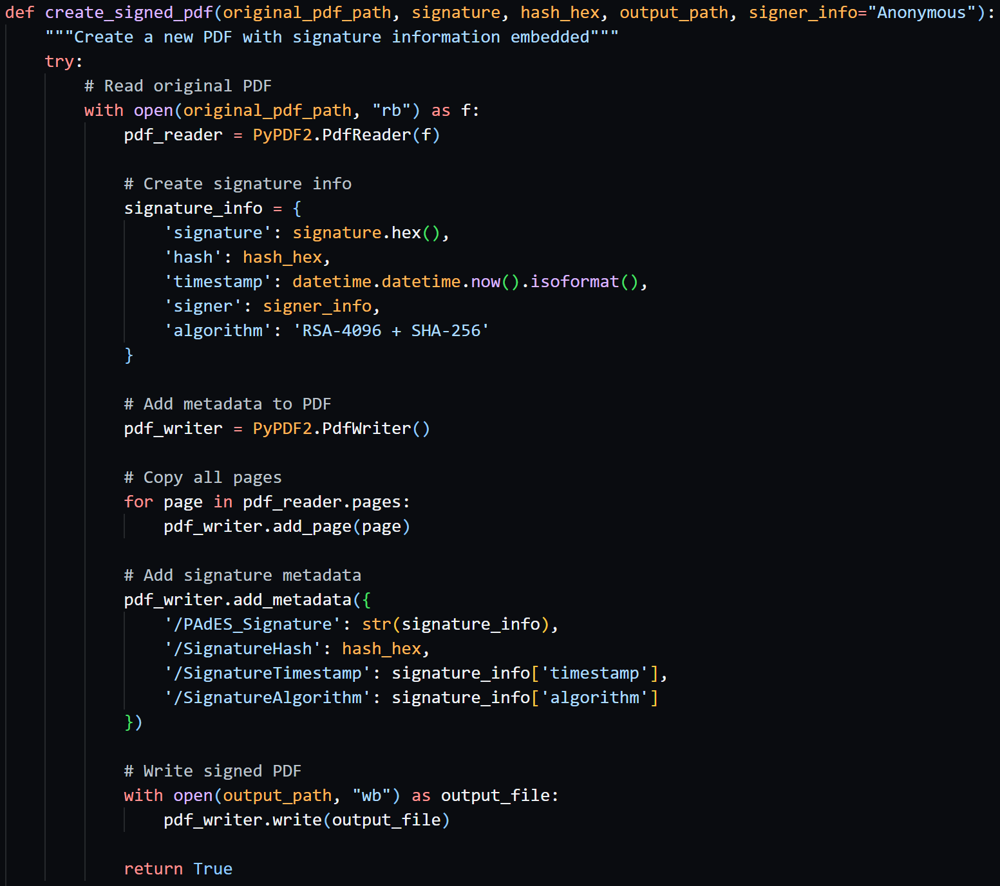 def create_signed_pdf(original_pdf_path, signature, hash_hex, output_path, signer_info="Anonymous"):
    """Create a new PDF with signature information embedded"""
    try:
        # Read original PDF
        with open(original_pdf_path, "rb") as f:
            pdf_reader = PyPDF2.PdfReader(f)

            # Create signature info
            signature_info = {
                'signature': signature.hex(),
                'hash': hash_hex,
                'timestamp': datetime.datetime.now().isoformat(),
                'signer': signer_info,
                'algorithm': 'RSA-4096 + SHA-256'
            }

            # Add metadata to PDF
            pdf_writer = PyPDF2.PdfWriter()

            # Copy all pages
            for page in pdf_reader.pages:
                pdf_writer.add_page(page)

            # Add signature metadata
            pdf_writer.add_metadata({
                '/PAdES_Signature': str(signature_info),
                '/SignatureHash': hash_hex,
                '/SignatureTimestamp': signature_info['timestamp'],
                '/SignatureAlgorithm': signature_info['algorithm']
            })

            # Write signed PDF
            with open(output_path, "wb") as output_file:
                pdf_writer.write(output_file)

            return True